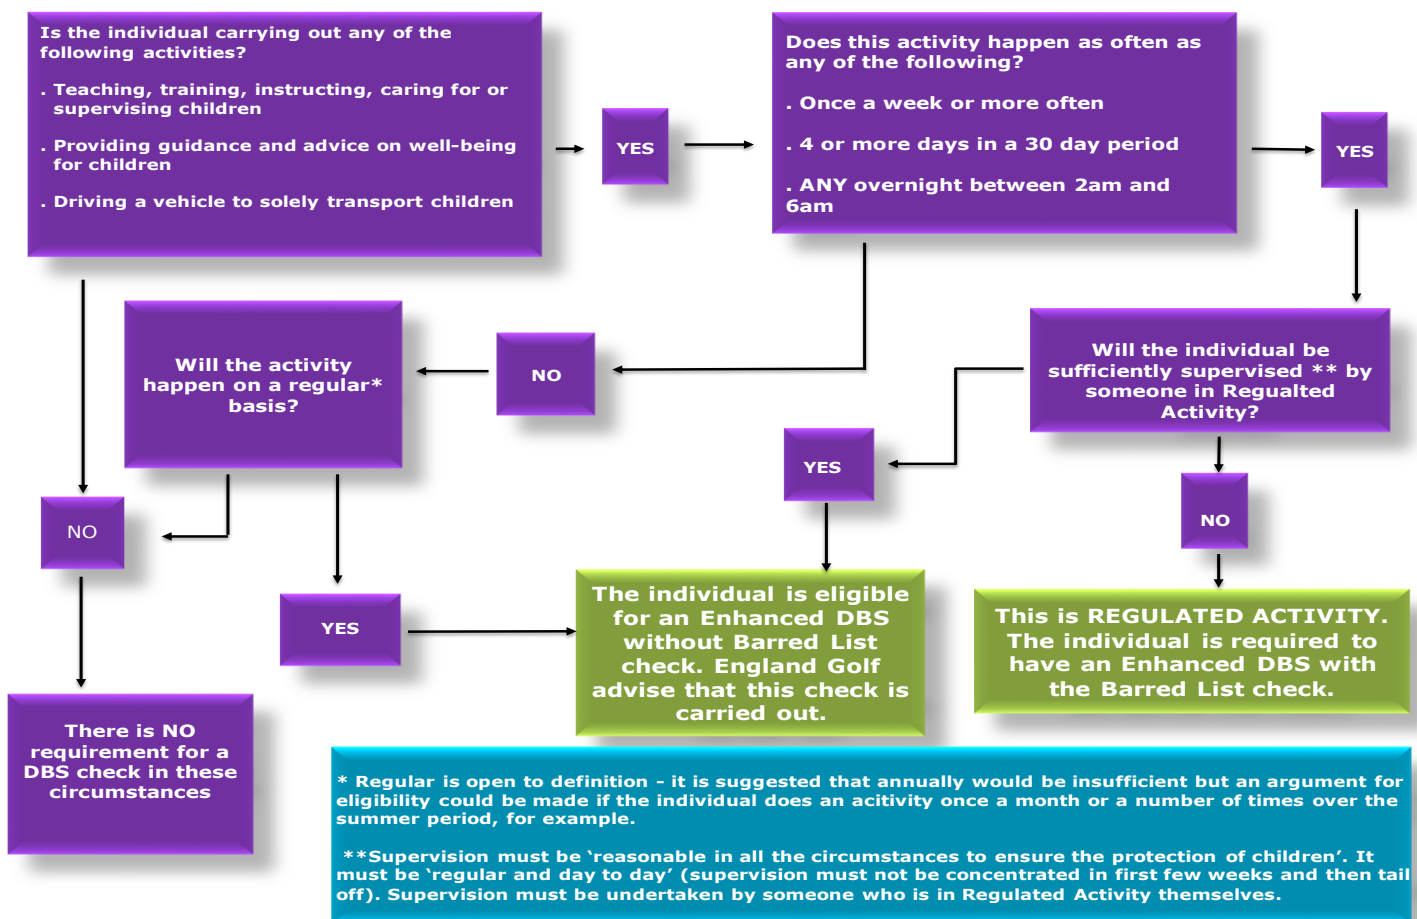 Is the individual carrying out any of the
following activities?
. Teaching, training, instructing, caring for or
supervising children
. Providing guidance and advice on well-being
for children
. Driving a vehicle to solely transport children
YES
Does this activity happen as often as
any of the following?
. Once a week or more often
. 4 or more days in a 30 day period
. ANY overnight between 2am and
6am
YES
Will the activity
happen on a regular*
basis?
NO
Will the individual be
sufficiently supervised ** by
someone in Regualted
Activity?
YES
NO
NO
YES
The individual is eligible
for an Enhanced DBS
without Barred List
check. England Golf
advise that this check is
carried out.
This is REGULATED ACTIVITY.
The individual is required to
have an Enhanced DBS with
the Barred List check.
There is NO
requirement for a
DBS check in these
circumstances
* Regular is open to definition - it is suggested that annually would be insufficient but an argument for
eligibility could be made if the individual does an acitivity once a month or a number of times over the
summer period, for example.
**Supervision must be ‘reasonable in all the circumstances to ensure the protection of children’. It
must be ‘regular and day to day’ (supervision must not be concentrated in first few weeks and then tail
off). Supervision must be undertaken by someone who is in Regulated Activity themselves.